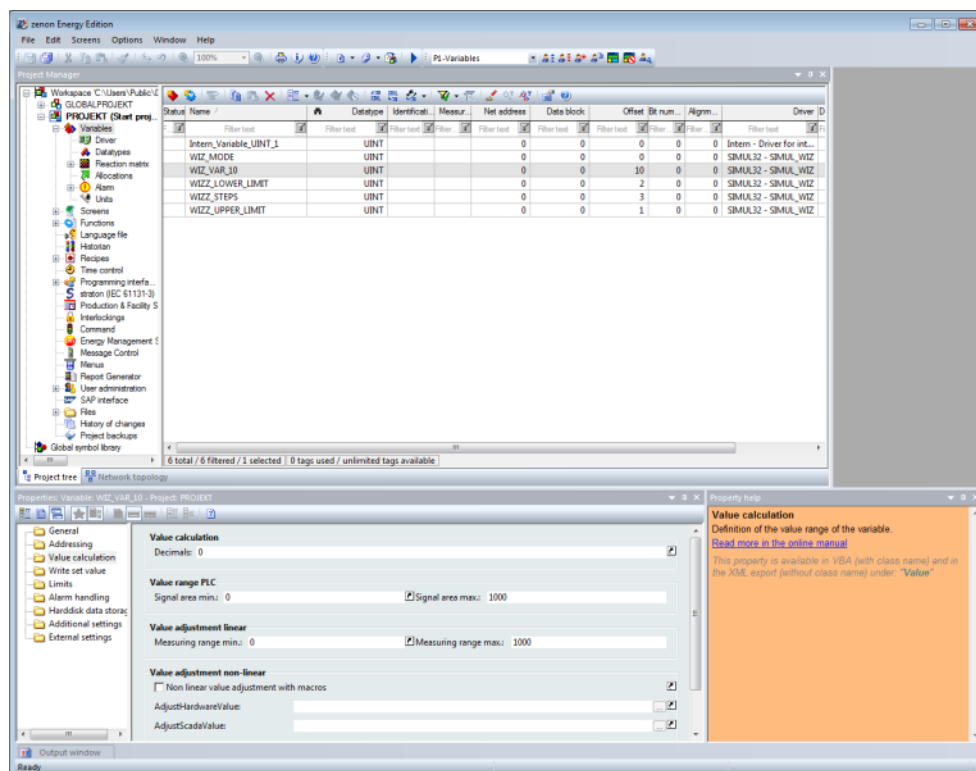 zenon Energy Edition
File Edit Screens Options Window Help
100% P1-Variables
Project Manager
Workspace 'C:\Users\Public\D
GLOBALPROJEKT
PROJEKT (Start proj...
Variables
Driver
Datatypes
Reaction matrix
Allocations
Alarm
Units
Screens
Functions
Language file
Historian
Recipes
Time control
Programming interfa...
straton (IEC 61131-3)
Production & Facility S
Interlockings
Command
Energy Management S
Message Control
Menus
Report Generator
User administration
SAP interface
Files
History of changes
Project backups
Global symbol library
Status Name Datatype Identificati... Measur... Net address Data block Offset Bit num... Alignm... Driver D
Filter text Filter text Filter text Filter ... Filter text Filter text Filter text Filter... Filter ... Filter text
Intern_Variable_UINT_1 UINT 0 0 0 0 0 Intern - Driver for int...
WIZ_MODE UINT 0 0 0 0 0 SIMUL32 - SIMUL_WIZ
WIZ_VAR_10 UINT 0 0 10 0 0 SIMUL32 - SIMUL_WIZ
WIZZ_LOWER_LIMIT UINT 0 0 2 0 0 SIMUL32 - SIMUL_WIZ
WIZZ_STEPS UINT 0 0 3 0 0 SIMUL32 - SIMUL_WIZ
WIZZ_UPPER_LIMIT UINT 0 0 1 0 0 SIMUL32 - SIMUL_WIZ
6 total / 6 filtered / 1 selected 0 tags used / unlimited tags available
Project tree Network topology
Properties: Variable: WIZ_VAR_10 - Project: PROJEKT
General
Addressing
Value calculation
Write set value
Limits
Alarm handling
Harddisk data storag
Additional settings
External settings
Value calculation
Decimals: 0
Value range PLC
Signal area min.: 0 Signal area max.: 1000
Value adjustment linear
Measuring range min.: 0 Measuring range max.: 1000
Value adjustment non-linear
Non linear value adjustment with macros
AdjustHardwareValue: ...
AdjustScadaValue: ...
Property help
Value calculation
Definition of the value range of the variable.
Read more in the online manual
This property is available in VBA (with class name) and in
the XML export (without class name) under: "Value"
Output window
Ready